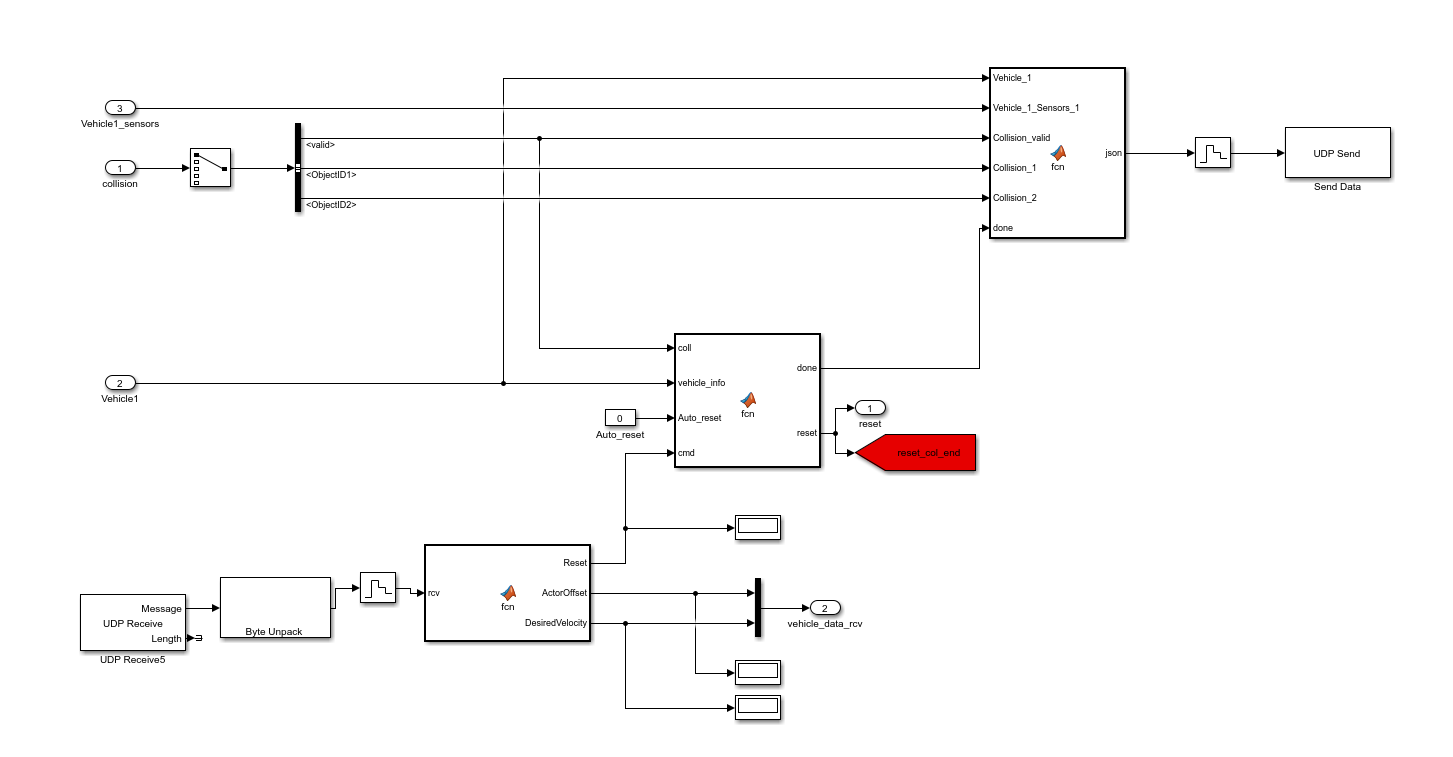 Vehicle_1
3
Vehicle1_sensors
Vehicle_1_Sensors_1
<valid>
Collision_valid
1
collision
<ObjectID1>
Collision_1
fcn
json
UDP Send
Send Data
<ObjectID2>
Collision_2
done
coll
done
2
Vehicle1
vehicle_info
fcn
0
Auto_reset
Auto_reset
reset
1
reset
cmd
reset_col_end
Reset
rcv
fcn
ActorOffset
DesiredVelocity
2
vehicle_data_rcv
Message
UDP Receive
Length
UDP Receive5
Byte Unpack